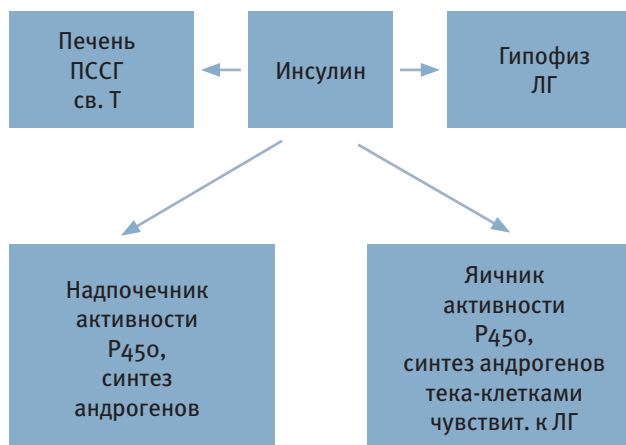 Печень
ПССГ
св. Т
Инсулин
Гипофиз
ЛГ
Надпочечник
активности
Р450,
синтез
андрогенов
Яичник
активности
Р450,
синтез андрогенов
тека-клетками
чувствит. к ЛГ